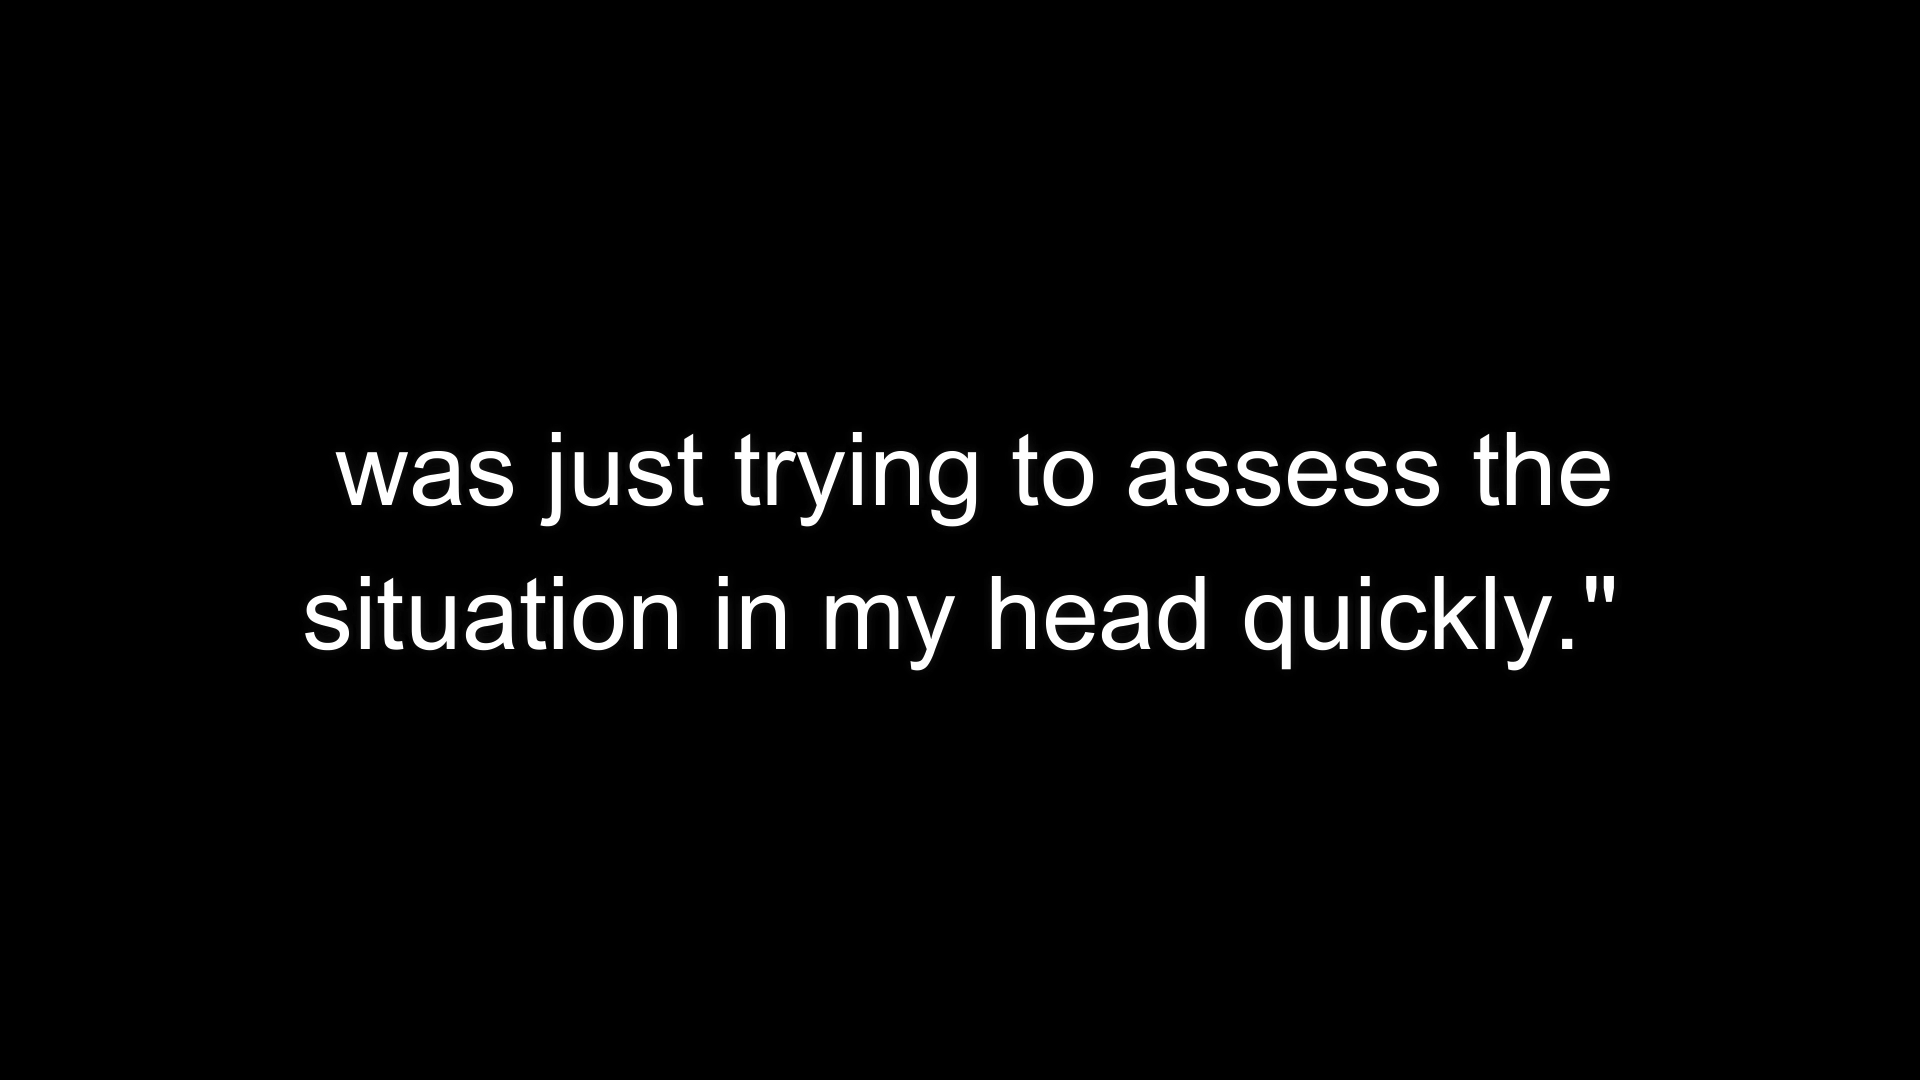 was just trying to assess the
situation in my head quickly."